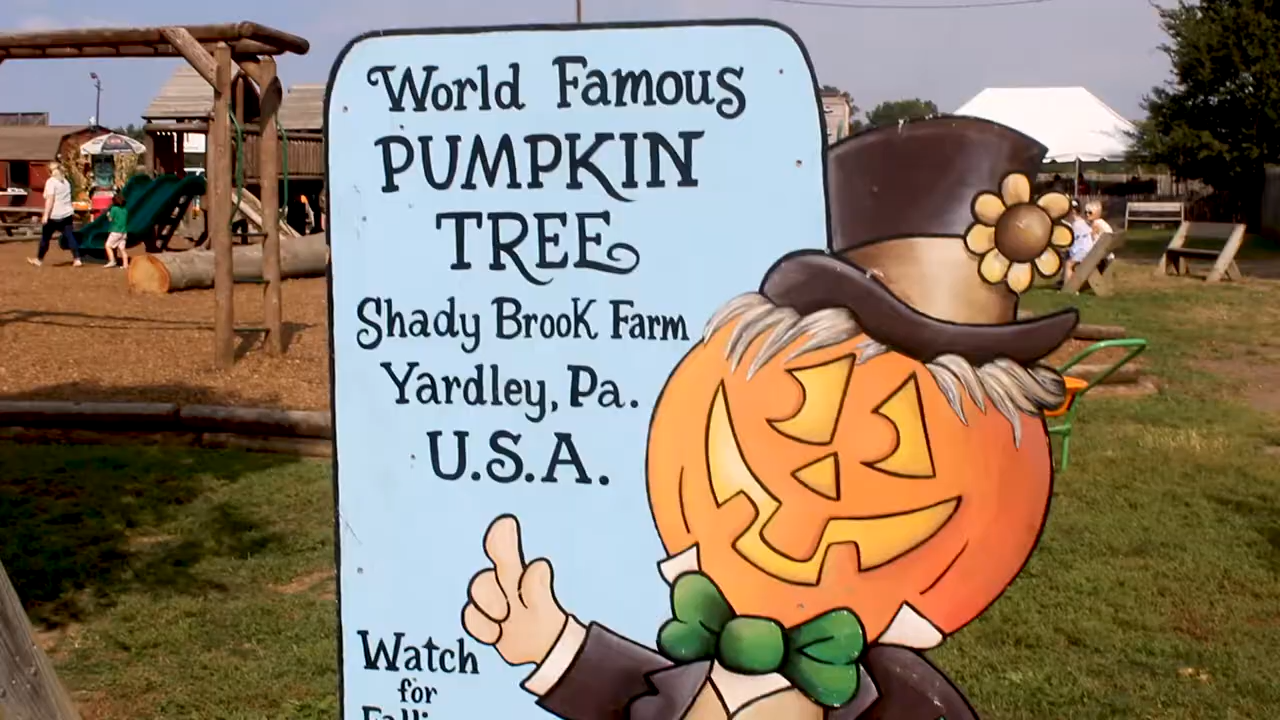 World Famous
PUMPKIN
TREE
Shady Brook Farm
Yardley, Pa.
U.S.A.
Watch
for